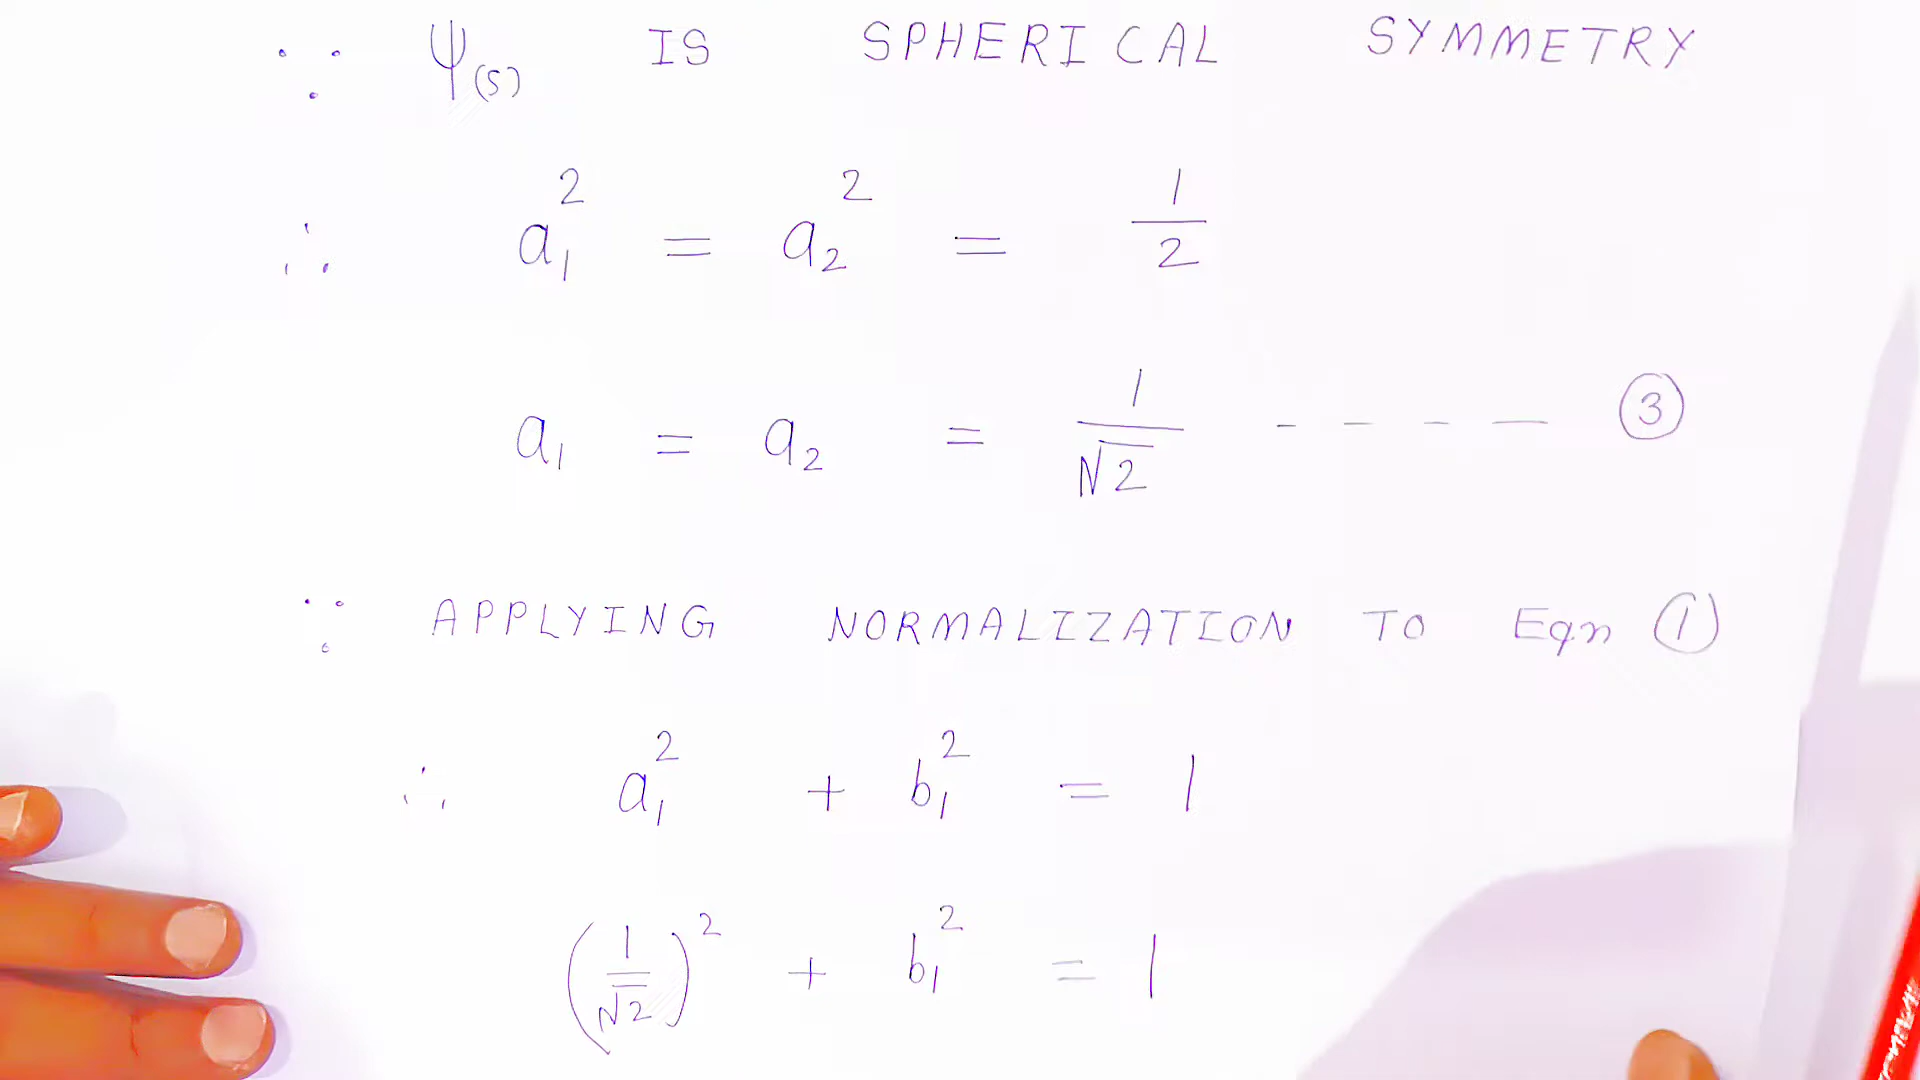 ∵ ψ(s) IS SPHERICAL SYMMETRY
∴ a₁² = a₂² = 1/2
a₁ = a₂ = 1/√2 - - - - ③
∵ APPLYING NORMALIZATION TO Eqn ①
∴ a₁² + b₁² = 1
(1/√2)² + b₁² = 1